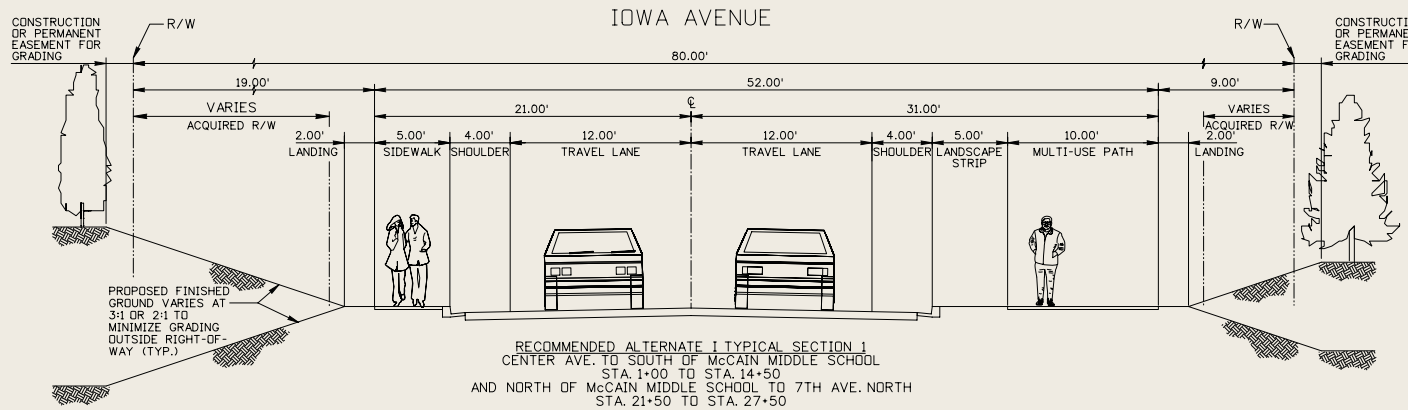 IOWA AVENUE
CONSTRUCTION
OR PERMANENT
EASEMENT FOR
GRADING
R/W
R/W
CONSTRUCTI
OR PERMANE
EASEMENT F
GRADING
80.00'
19.00'
52.00'
9.00'
VARIES
ACQUIRED R/W
21.00'
℄
31.00'
VARIES
ACQUIRED R/W
2.00'
LANDING
5.00'
SIDEWALK
4.00'
SHOULDER
12.00'
TRAVEL LANE
12.00'
TRAVEL LANE
4.00'
SHOULDER
5.00'
LANDSCAPE
STRIP
10.00'
MULTI-USE PATH
2.00'
LANDING
PROPOSED FINISHED
GROUND VARIES AT
3:1 OR 2:1 TO
MINIMIZE GRADING
OUTSIDE RIGHT-OF-
WAY (TYP.)
RECOMMENDED ALTERNATE I TYPICAL SECTION 1
CENTER AVE. TO SOUTH OF McCAIN MIDDLE SCHOOL
STA. 1+00 TO STA. 14+50
AND NORTH OF McCAIN MIDDLE SCHOOL TO 7TH AVE. NORTH
STA. 21+50 TO STA. 27+50